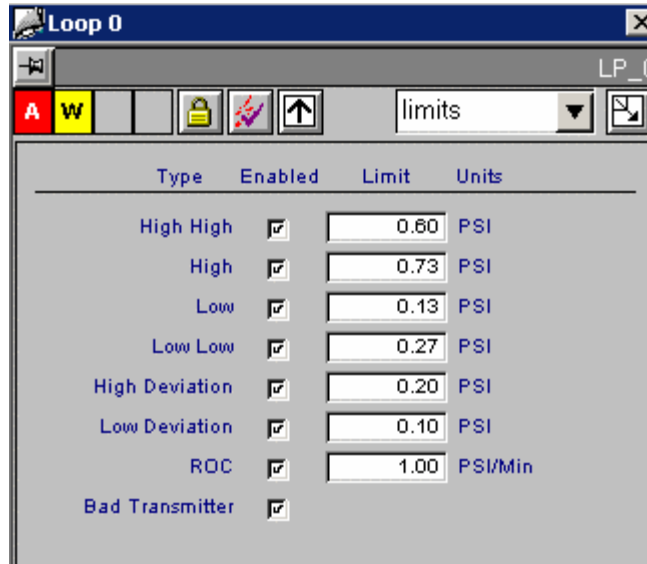 Loop 0
LP_0
A W limits
Type Enabled Limit Units
High High 0.60 PSI
High 0.73 PSI
Low 0.13 PSI
Low Low 0.27 PSI
High Deviation 0.20 PSI
Low Deviation 0.10 PSI
ROC 1.00 PSI/Min
Bad Transmitter